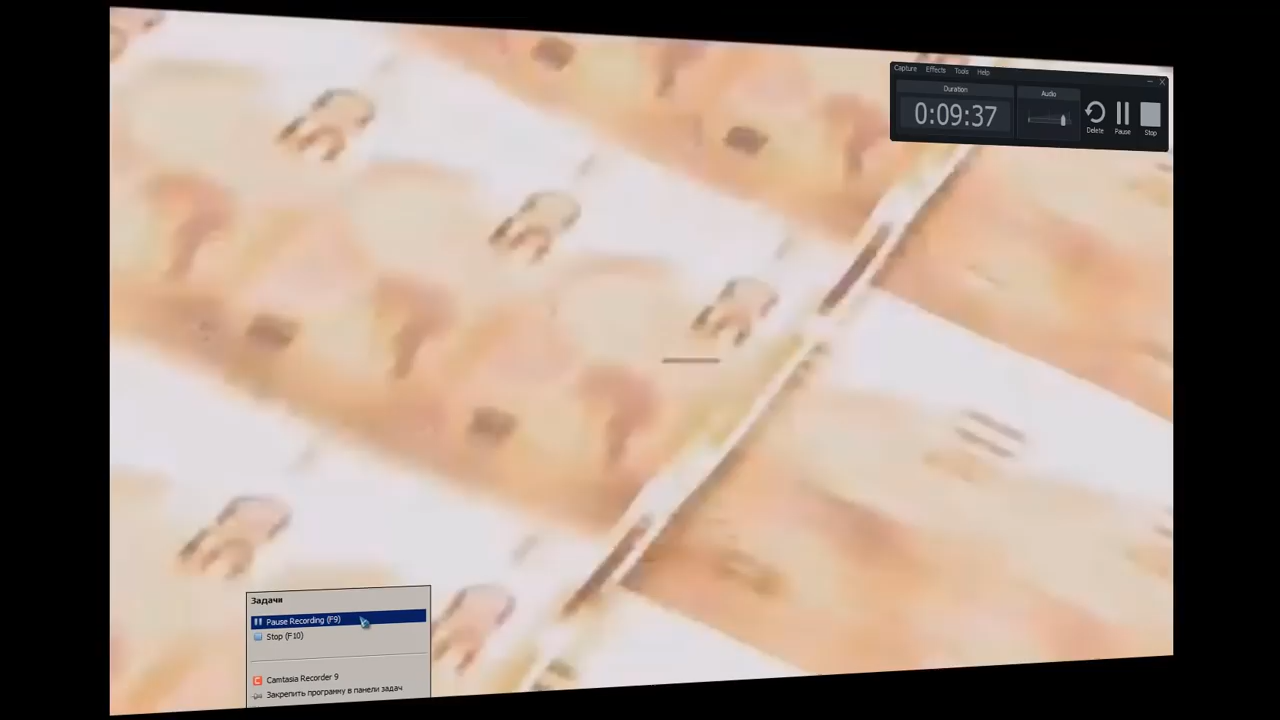 Capture Effects Tools Help
Duration
Audio
0:09:37
Delete
Pause
Stop
Задачи
Pause Recording (F9)
Stop (F10)
Camtasia Recorder 9
Закрепить программу в панели задач